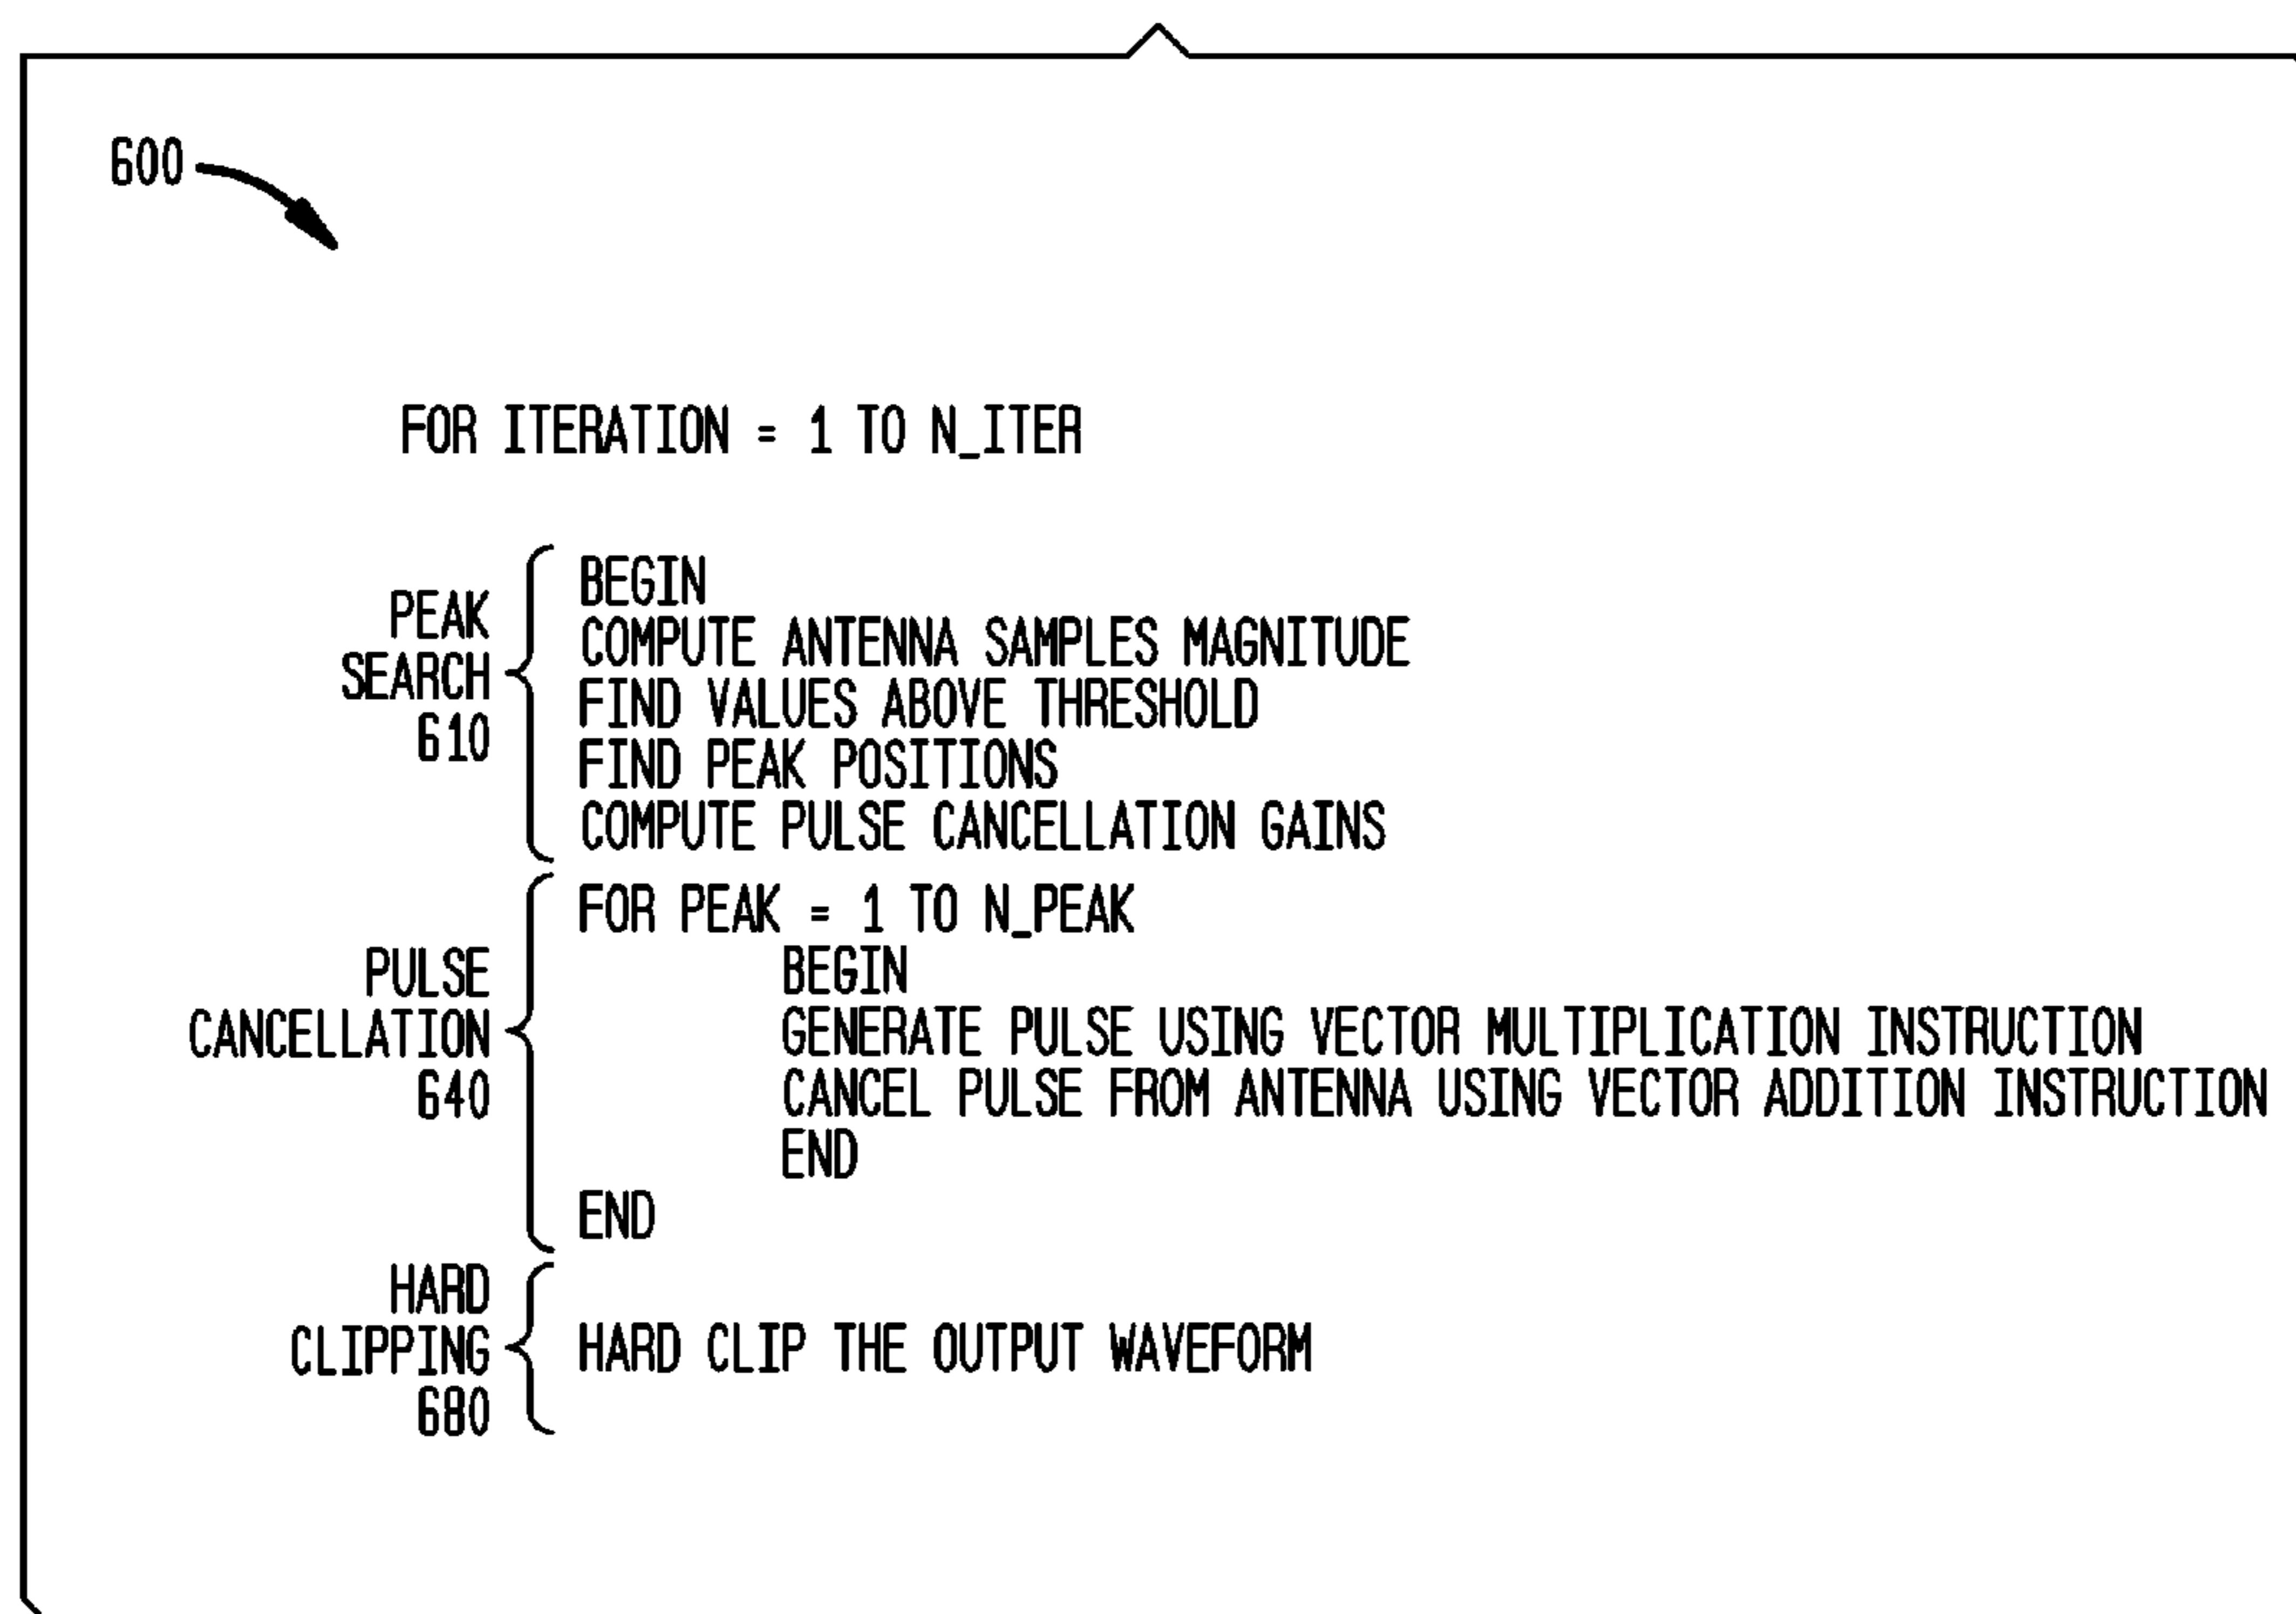 600
FOR ITERATION = 1 TO N_ITER
PEAK
SEARCH
610
BEGIN
COMPUTE ANTENNA SAMPLES MAGNITUDE
FIND VALUES ABOVE THRESHOLD
FIND PEAK POSITIONS
COMPUTE PULSE CANCELLATION GAINS
PULSE
CANCELLATION
640
FOR PEAK = 1 TO N_PEAK
BEGIN
GENERATE PULSE USING VECTOR MULTIPLICATION INSTRUCTION
CANCEL PULSE FROM ANTENNA USING VECTOR ADDITION INSTRUCTION
END
END
HARD
CLIPPING
680
HARD CLIP THE OUTPUT WAVEFORM